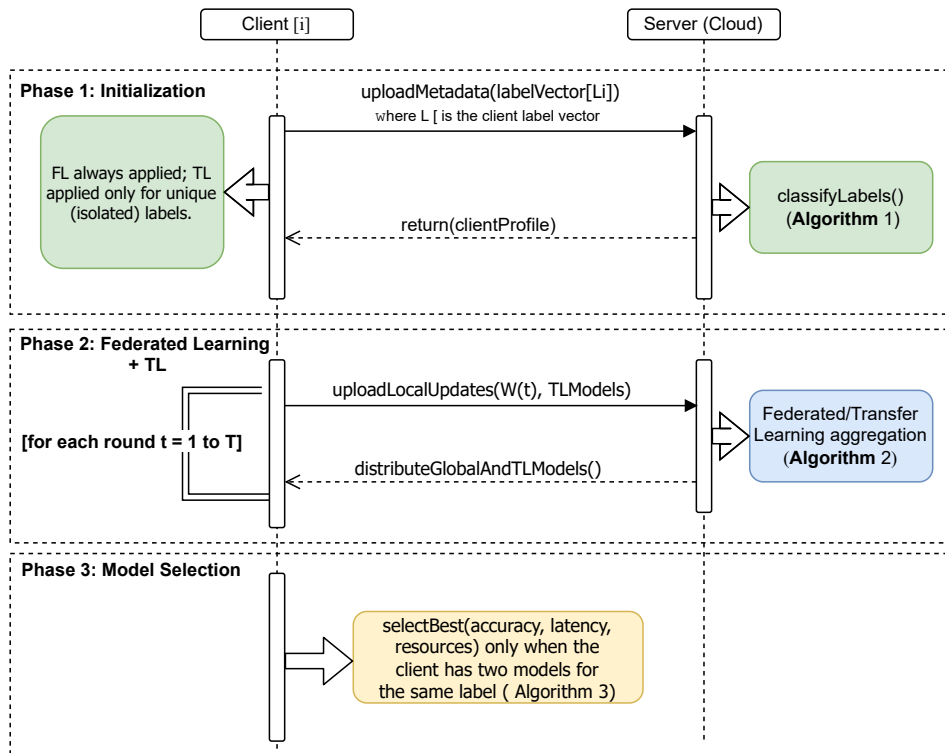 Client [i]
Server (Cloud)
Phase 1: Initialization
uploadMetadata(labelVector[Li])
where L [ is the client label vector
FL always applied; TL
applied only for unique
(isolated) labels.
classifyLabels()
(Algorithm 1)
return(clientProfile)
Phase 2: Federated Learning
+ TL
uploadLocalUpdates(W(t), TLModels)
[for each round t = 1 to T]
Federated/Transfer
Learning aggregation
(Algorithm 2)
distributeGlobalAndTLModels()
Phase 3: Model Selection
selectBest(accuracy, latency,
resources) only when the
client has two models for
the same label ( Algorithm 3)